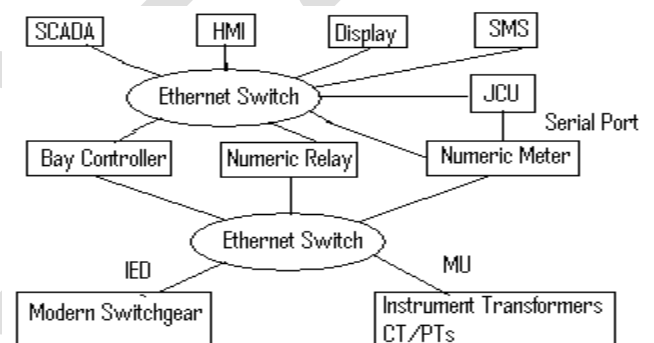 SCADA
HMI
Display
SMS
Ethernet Switch
JCU
Serial Port
Bay Controller
Numeric Relay
Numeric Meter
Ethernet Switch
IED
MU
Modern Switchgear
Instrument Transformers
CT/PTs